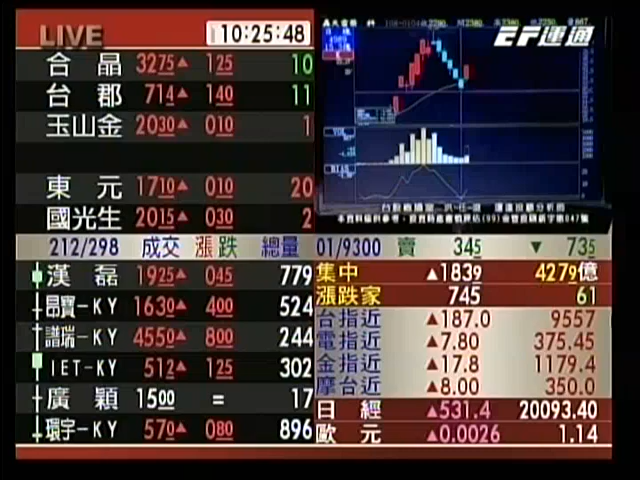 LIVE 10:25:48
合晶 3275▲ 125 10
台郡 714▲ 140 11
玉山金 2030▲ 010 1
東元 1710▲ 010 20
國光生 2015▲ 030 2
EF運通
212/298 成交 漲跌 總量
漢磊 1925▲ 045 779
昂寶-KY 1630▲ 400 524
譜瑞-KY 4550▲ 800 244
IET-KY 512▲ 125 302
廣穎 1500 = 17
環宇-KY 570▲ 080 896
01/9300 賣 345 ▼ 735
集中 ▲1839 4279億
漲跌家 745 61
台指近 ▲187.0 9557
電指近 ▲7.80 375.45
金指近 ▲17.8 1179.4
摩台近 ▲8.00 350.0
日經 ▲531.4 20093.40
歐元 ▲0.0026 1.14